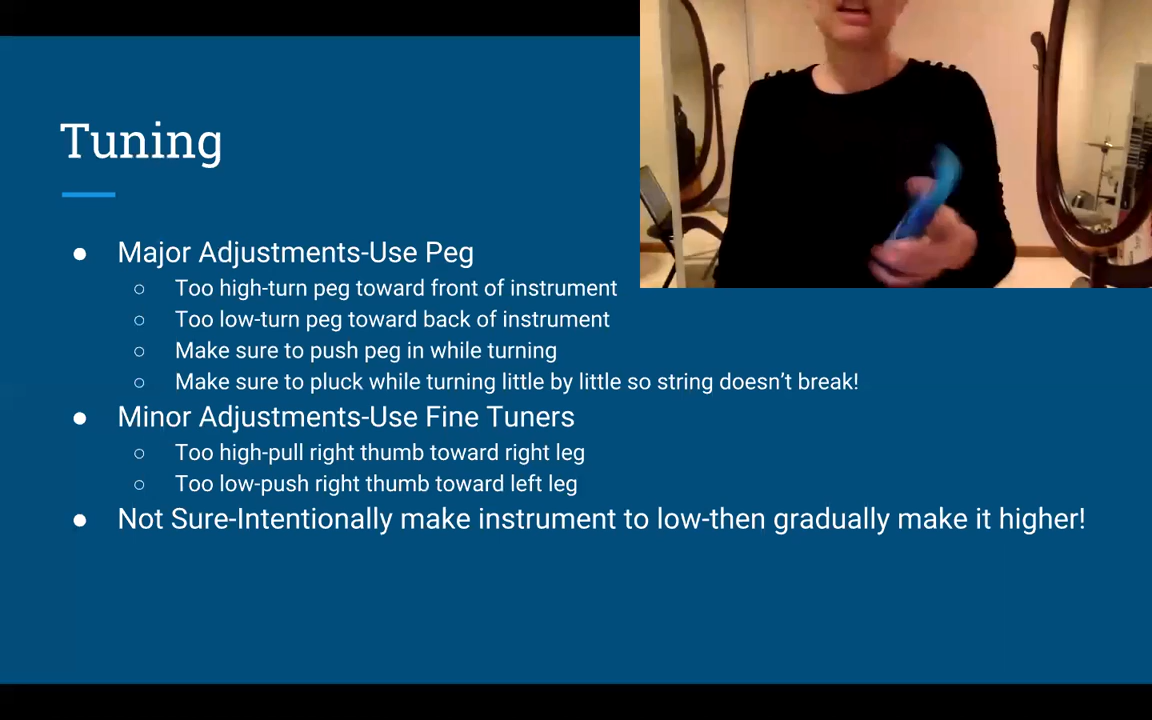 Tuning
● Major Adjustments-Use Peg
○ Too high-turn peg toward front of instrument
○ Too low-turn peg toward back of instrument
○ Make sure to push peg in while turning
○ Make sure to pluck while turning little by little so string doesn’t break!
● Minor Adjustments-Use Fine Tuners
○ Too high-pull right thumb toward right leg
○ Too low-push right thumb toward left leg
● Not Sure-Intentionally make instrument to low-then gradually make it higher!